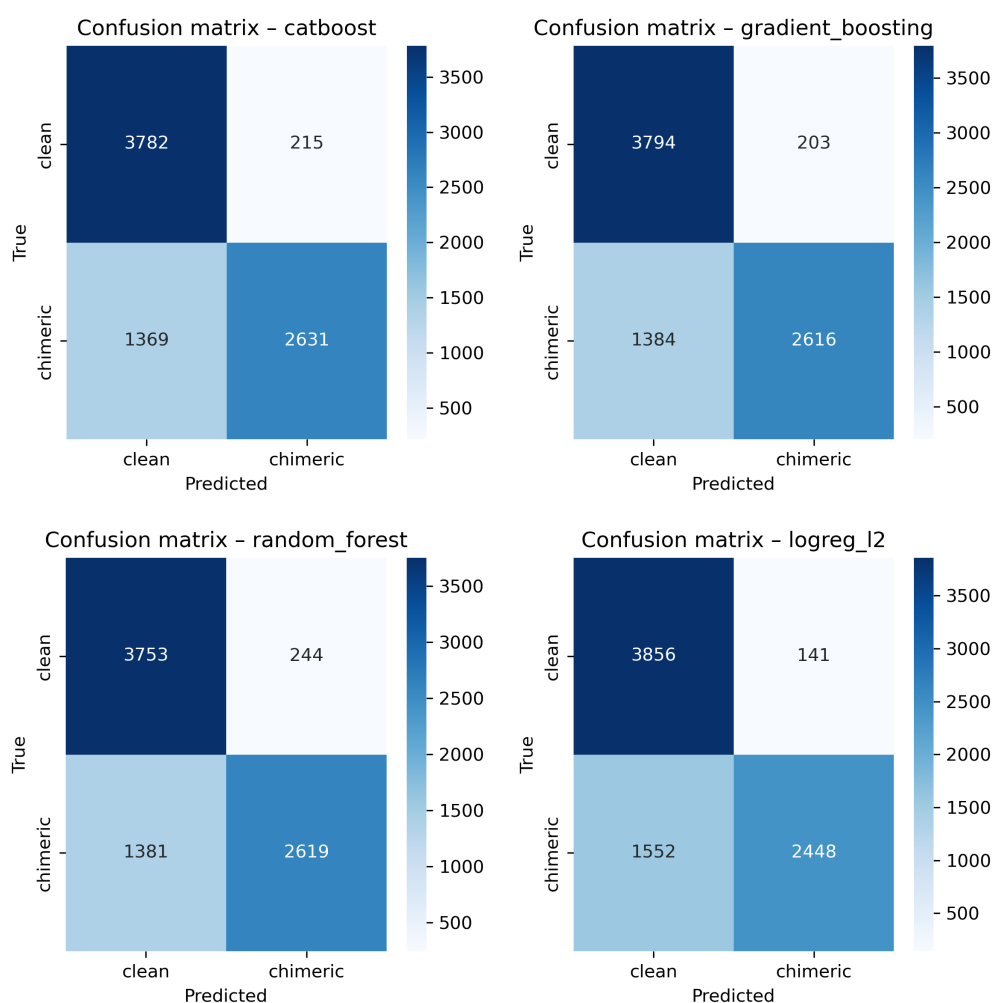 Confusion matrix – catboost
clean
chimeric
True
3782
215
1369
2631
clean
chimeric
Predicted
3500
3000
2500
2000
1500
1000
500
Confusion matrix – gradient_boosting
clean
chimeric
True
3794
203
1384
2616
clean
chimeric
Predicted
3500
3000
2500
2000
1500
1000
500
Confusion matrix – random_forest
clean
chimeric
True
3753
244
1381
2619
clean
chimeric
Predicted
3500
3000
2500
2000
1500
1000
500
Confusion matrix – logreg_l2
clean
chimeric
True
3856
141
1552
2448
clean
chimeric
Predicted
3500
3000
2500
2000
1500
1000
500